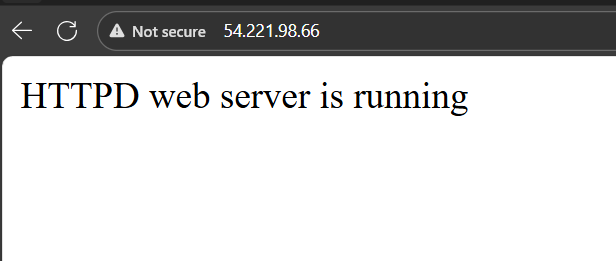 Not secure 54.221.98.66
HTTPD web server is running